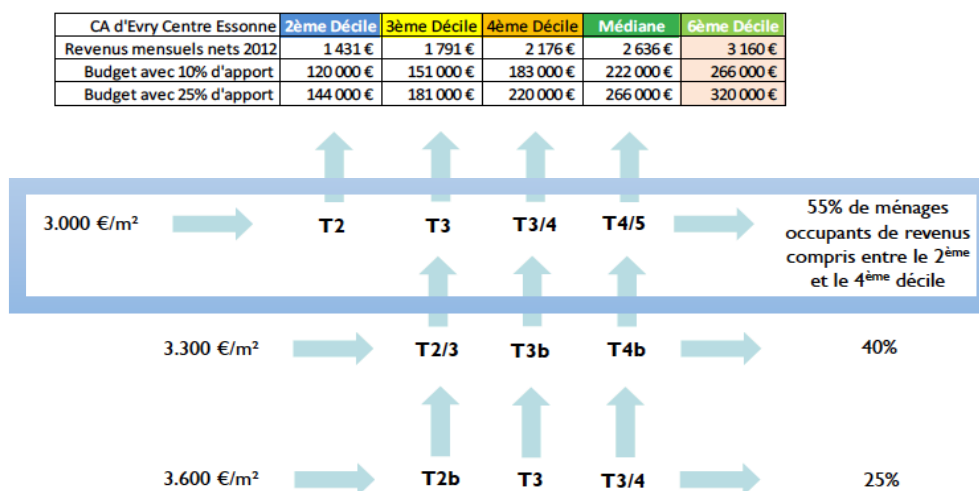 CA d'Evry Centre Essonne 2ème Décile 3ème Décile 4ème Décile Médiane 6ème Décile
Revenus mensuels nets 2012 1 431 € 1 791 € 2 176 € 2 636 € 3 160 €
Budget avec 10% d'apport 120 000 € 151 000 € 183 000 € 222 000 € 266 000 €
Budget avec 25% d'apport 144 000 € 181 000 € 220 000 € 266 000 € 320 000 €
3.000 €/m² T2 T3 T3/4 T4/5
55% de ménages
occupants de revenus
compris entre le 2ème
et le 4ème décile
3.300 €/m² T2/3 T3b T4b 40%
3.600 €/m² T2b T3 T3/4 25%